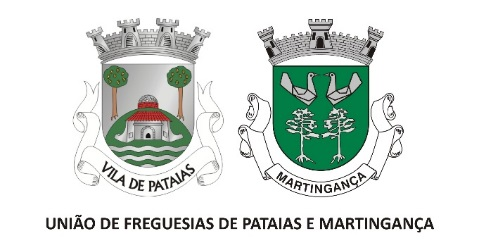 VILA DE PATAIAS
MARTINGANÇA
UNIÃO DE FREGUESIAS DE PATAIAS E MARTINGANÇA